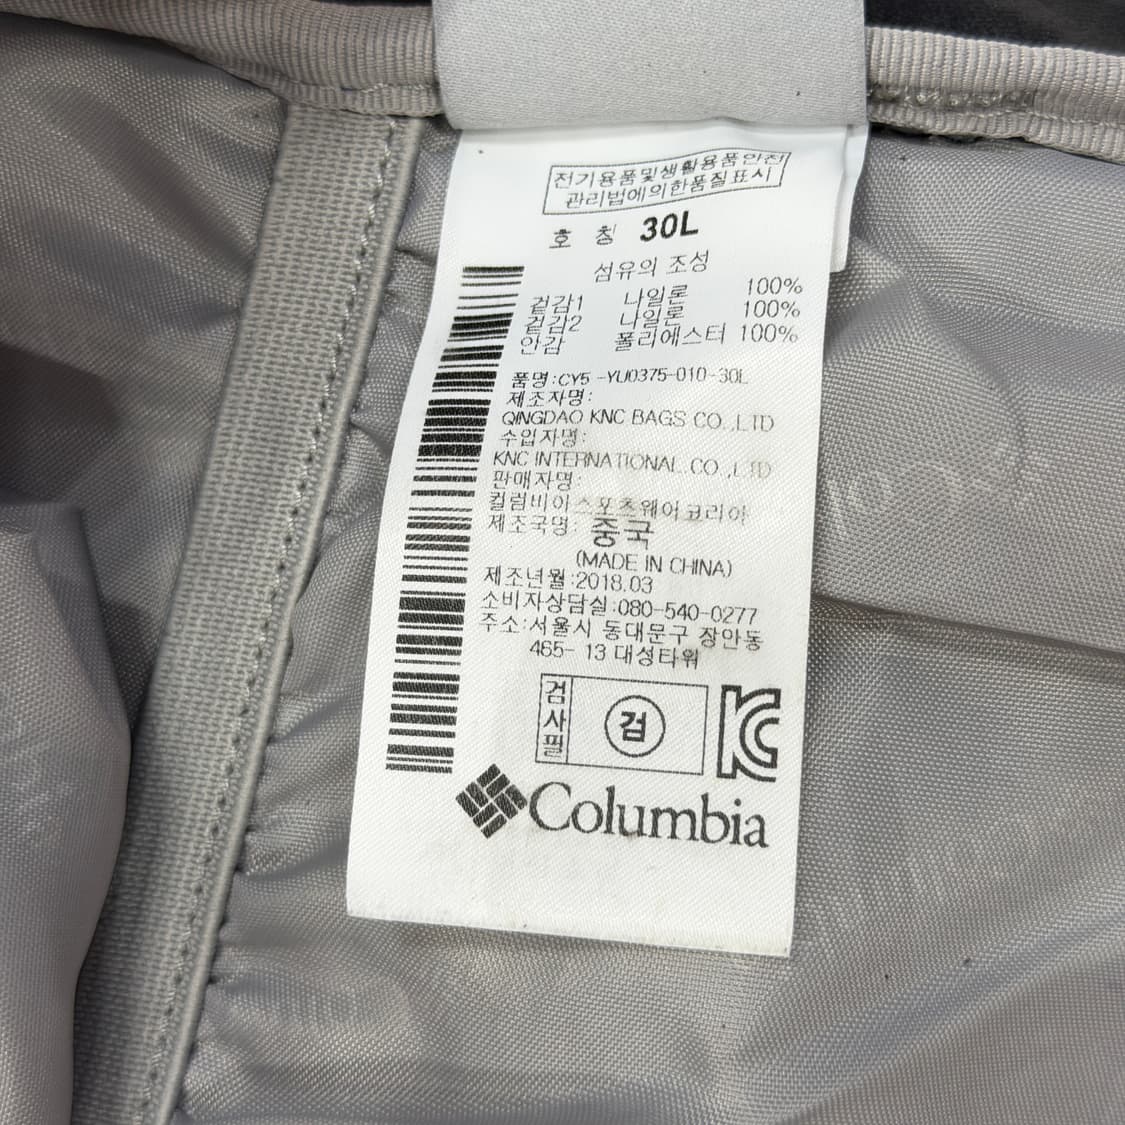 전기용품및생활용품안전
관리법에의한품질표시
호 칭 30L
섬유의 조성
겉감1 나일론 100%
겉감2 나일론 100%
안감 폴리에스터 100%
품명:CY5 -YU0375-010-30L
제조자명:
QINGDAO KNC BAGS CO.,LTD
수입자명:
KNC INTERNATIONAL.CO.,LTD
판매자명:
컬럼비아스포츠웨어코리아
제조국명: 중국
(MADE IN CHINA)
제조년월:2018.03
소비자상담실:080-540-0277
주소:서울시 동대문구 장안동
465- 13 대성타워
검사필 검 KC
Columbia